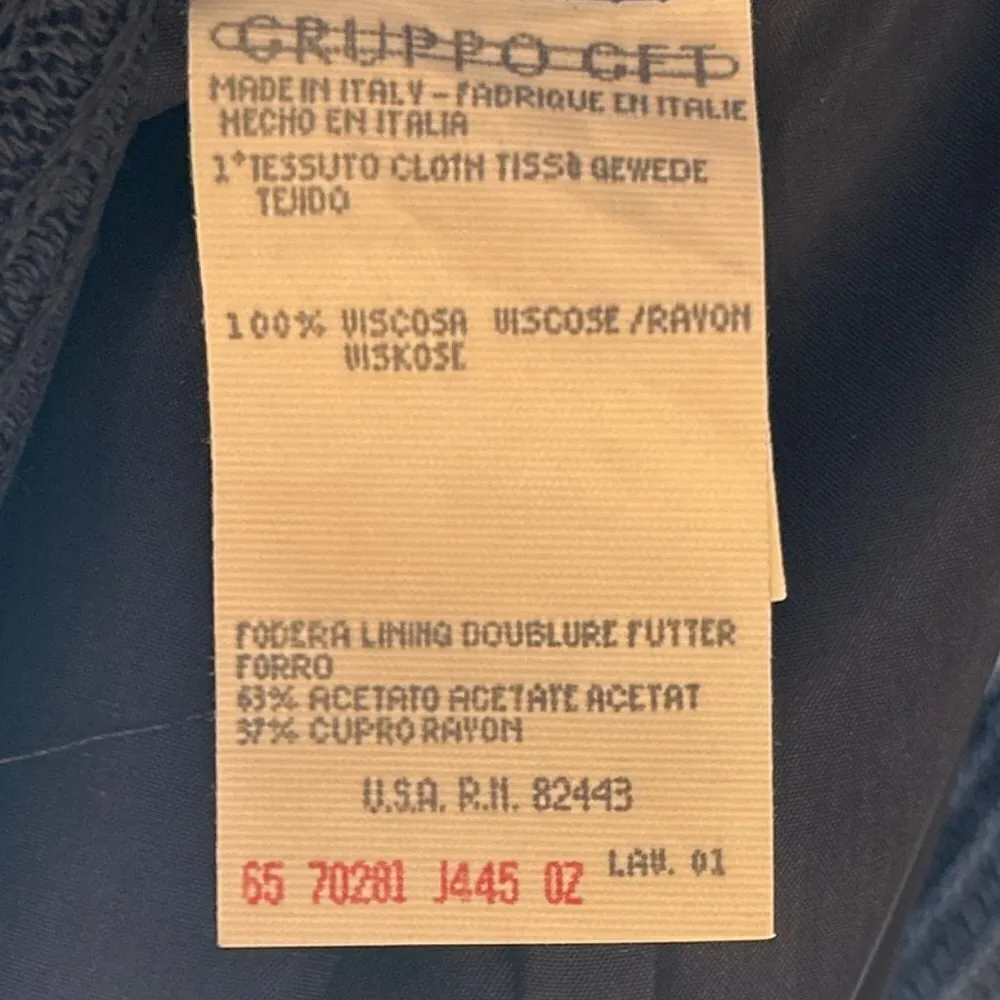 GRUPPO GFT
MADE IN ITALY - FABRIQUE EN ITALIE
HECHO EN ITALIA
1° TESSUTO CLOTH TISSÙ GEWEDE
TEJIDO
100% VISCOSA VISCOSE /RAYON
VISKOSE
FODERA LINING DOUBLURE FUTTER
FORRO
63% ACETATO ACETATE ACETAT
37% CUPRO RAYON
U.S.A. R.N. 82443
LAV. 01
65 70281 J445 02